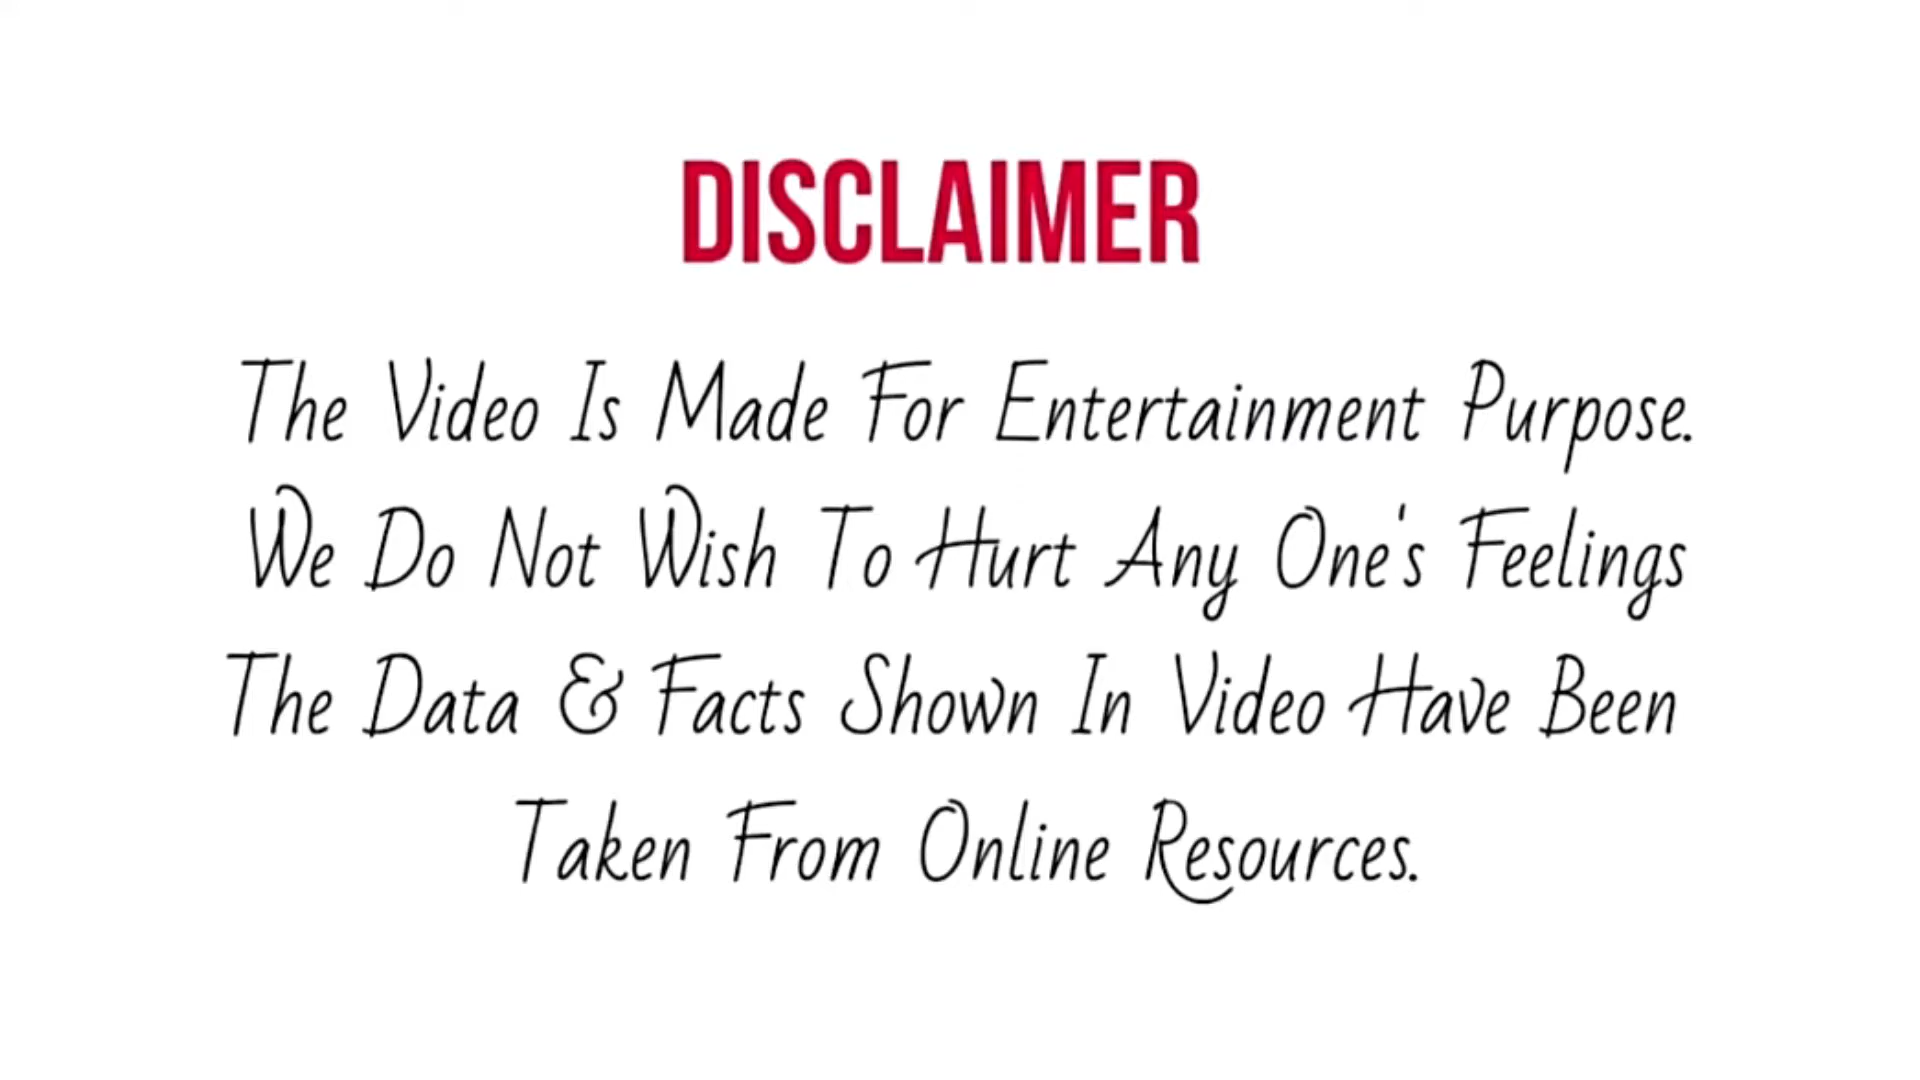 DISCLAIMER
The Video Is Made For Entertainment Purpose.
We Do Not Wish To Hurt Any One's Feelings
The Data & Facts Shown In Video Have Been
Taken From Online Resources.